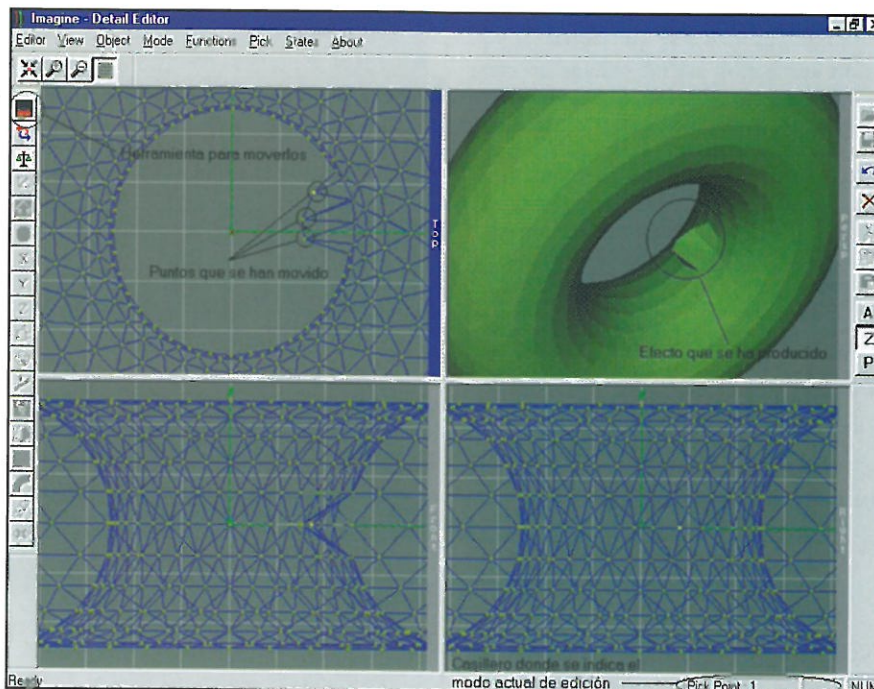 Imagine - Detail Editor
Editor View Object Mode Functions Pick States About
Herramienta para moverlos
Puntos que se han movido
Top
Efecto que se ha producido
A
Z
P
X
Y
Z
Casillero donde se indica el
modo actual de edición
Ready
Pick Point 1
NUM